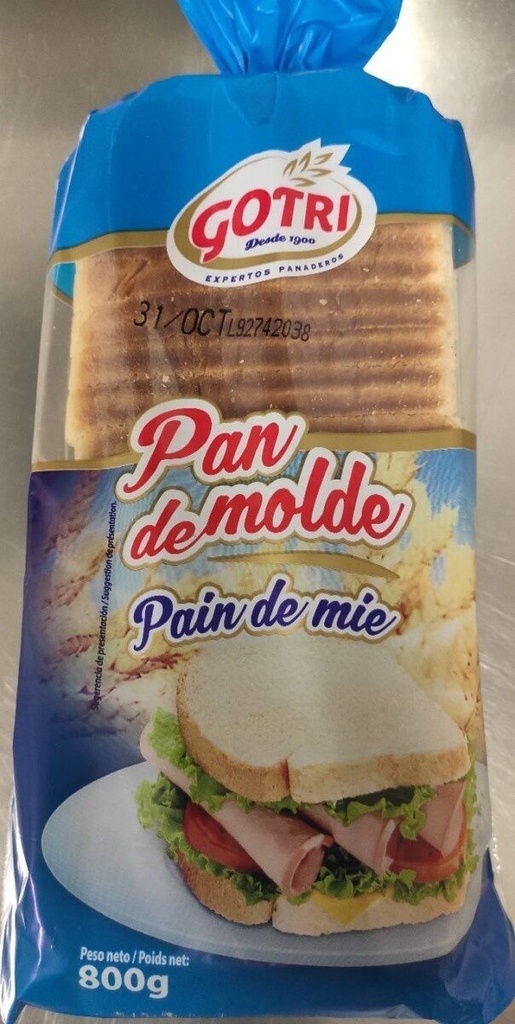 GOTRI
Desde 1900
EXPERTOS PANADEROS
31/OCT L92742038
Pan
de molde
Pain de mie
Sugerencia de presentación / Suggestion de présentation
Peso neto / Poids net:
800g